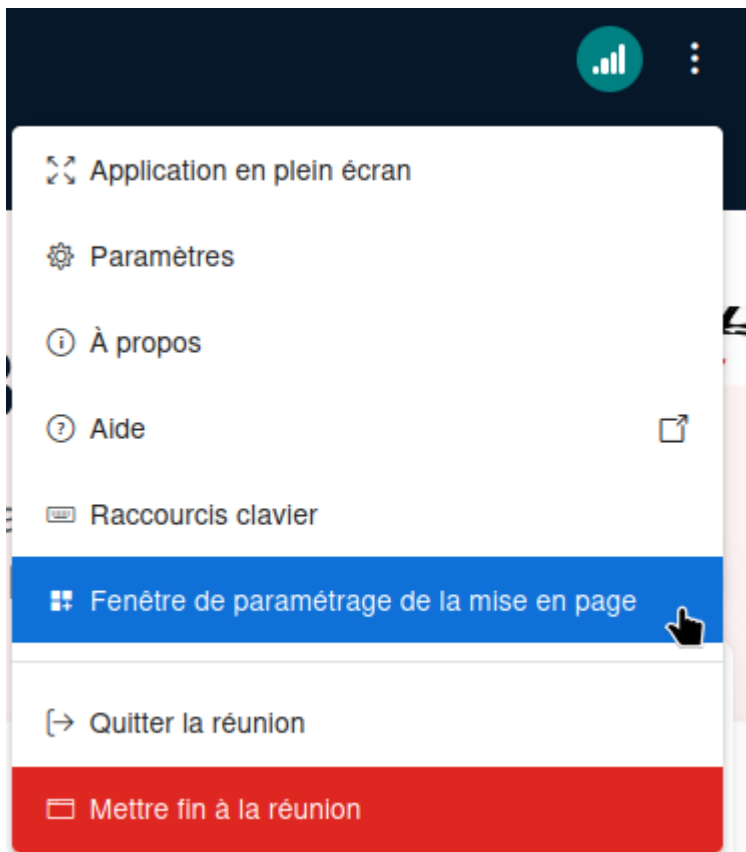 Application en plein écran
Paramètres
À propos
Aide
Raccourcis clavier
Fenêtre de paramétrage de la mise en page
Quitter la réunion
Mettre fin à la réunion